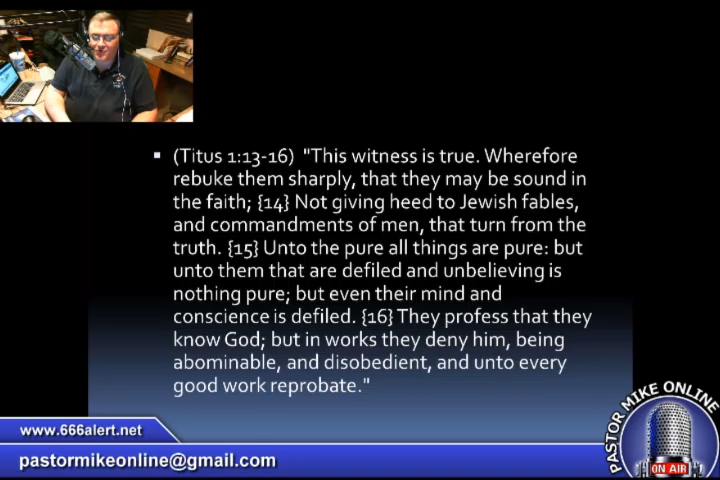 (Titus 1:13-16) "This witness is true. Wherefore
rebuke them sharply, that they may be sound in
the faith; {14} Not giving heed to Jewish fables,
and commandments of men, that turn from the
truth. {15} Unto the pure all things are pure: but
unto them that are defiled and unbelieving is
nothing pure; but even their mind and
conscience is defiled. {16} They profess that they
know God; but in works they deny him, being
abominable, and disobedient, and unto every
good work reprobate."
www.666alert.net
pastormikeonline@gmail.com
PASTOR MIKE ONLINE
ON AIR